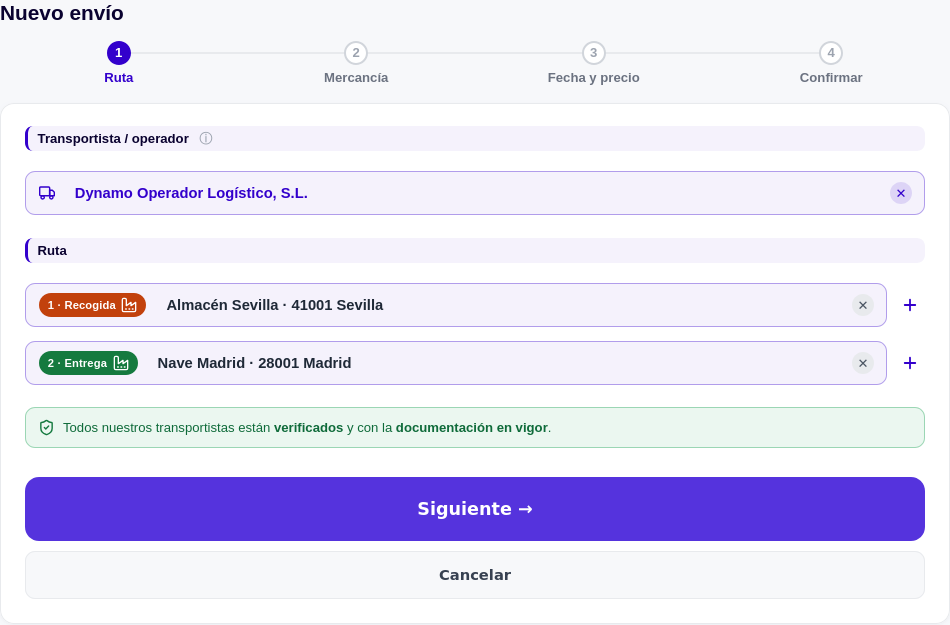 Nuevo envío
1
2
3
4
Ruta
Mercancía
Fecha y precio
Confirmar
Transportista / operador ⓘ
Dynamo Operador Logístico, S.L. ✕
Ruta
1 · Recogida Almacén Sevilla · 41001 Sevilla ✕ +
2 · Entrega Nave Madrid · 28001 Madrid ✕ +
Todos nuestros transportistas están verificados y con la documentación en vigor.
Siguiente →
Cancelar